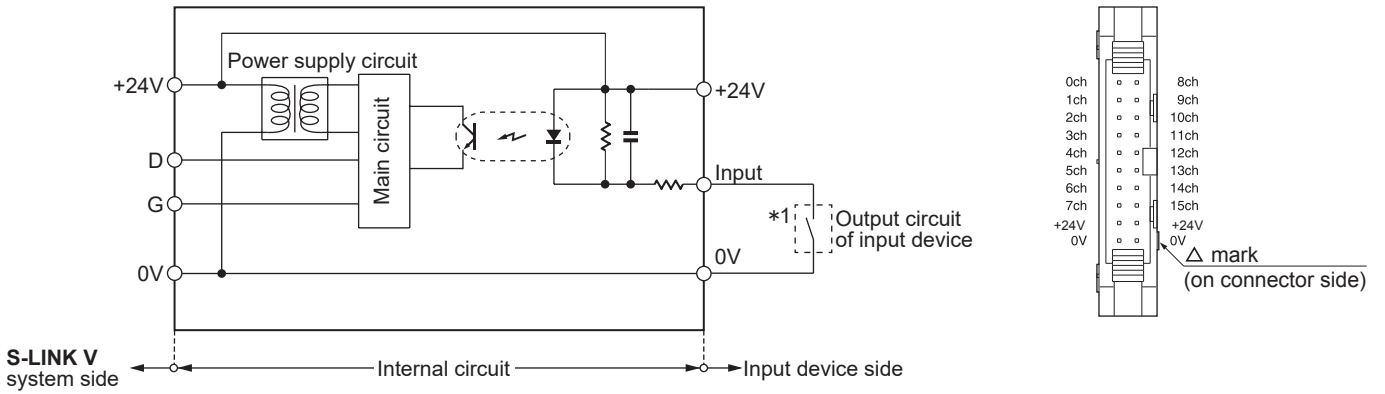 Power supply circuit
+24V
+24V
Main circuit
D
G
0V
Input
*1
Output circuit
of input device
0V
S-LINK V
system side
Internal circuit
Input device side
0ch 8ch
1ch 9ch
2ch 10ch
3ch 11ch
4ch 12ch
5ch 13ch
6ch 14ch
7ch 15ch
+24V +24V
0V 0V
△ mark
(on connector side)